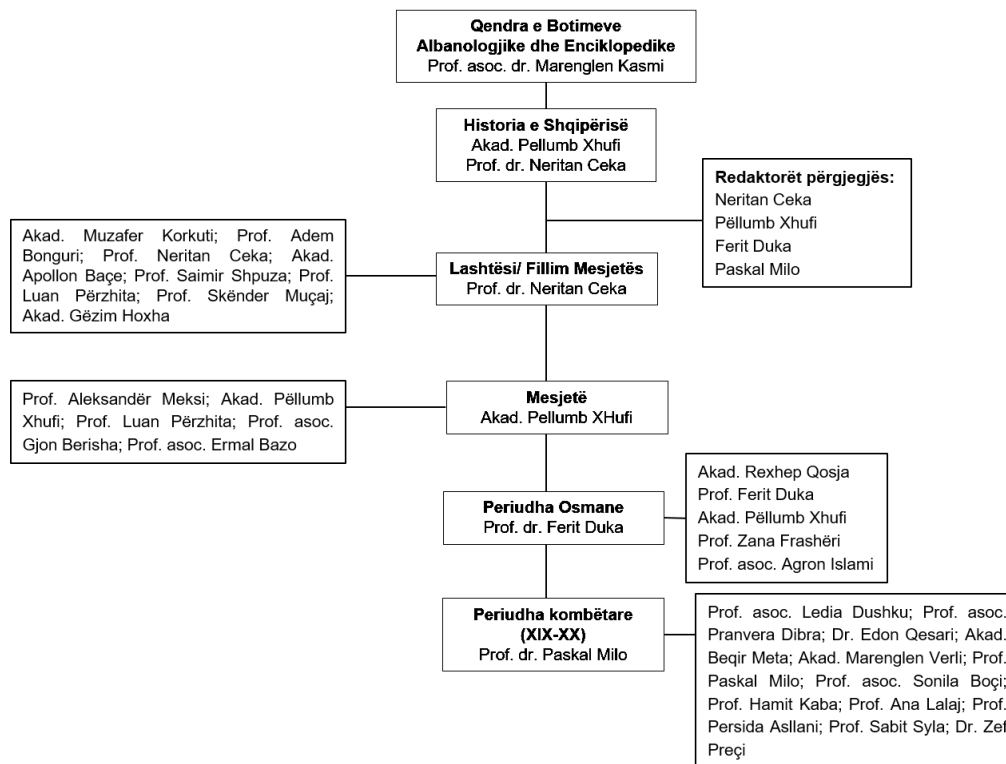 Qendra e Botimeve
Albanologjike dhe Enciklopedike
Prof. asoc. dr. Marenglen Kasmi
Historia e Shqipërisë
Akad. Pellumb Xhufi
Prof. dr. Neritan Ceka
Redaktorët përgjegjës:
Neritan Ceka
Pëllumb Xhufi
Ferit Duka
Paskal Milo
Akad. Muzafer Korkuti; Prof. Adem
Bonguri; Prof. Neritan Ceka; Akad.
Apollon Baçe; Prof. Saimir Shpuza; Prof.
Luan Përzhita; Prof. Skënder Muçaj;
Akad. Gëzim Hoxha
Lashtësi/ Fillim Mesjetës
Prof. dr. Neritan Ceka
Prof. Aleksandër Meksi; Akad. Pëllumb
Xhufi; Prof. Luan Përzhita; Prof. asoc.
Gjon Berisha; Prof. asoc. Ermal Bazo
Mesjetë
Akad. Pellumb XHufi
Periudha Osmane
Prof. dr. Ferit Duka
Akad. Rexhep Qosja
Prof. Ferit Duka
Akad. Pëllumb Xhufi
Prof. Zana Frashëri
Prof. asoc. Agron Islami
Periudha kombëtare
(XIX-XX)
Prof. dr. Paskal Milo
Prof. asoc. Ledia Dushku; Prof. asoc.
Pranvera Dibra; Dr. Edon Qesari; Akad.
Beqir Meta; Akad. Marenglen Verli; Prof.
Paskal Milo; Prof. asoc. Sonila Boçi;
Prof. Hamit Kaba; Prof. Ana Lalaj; Prof.
Persida Asllani; Prof. Sabit Syla; Dr. Zef
Preçi